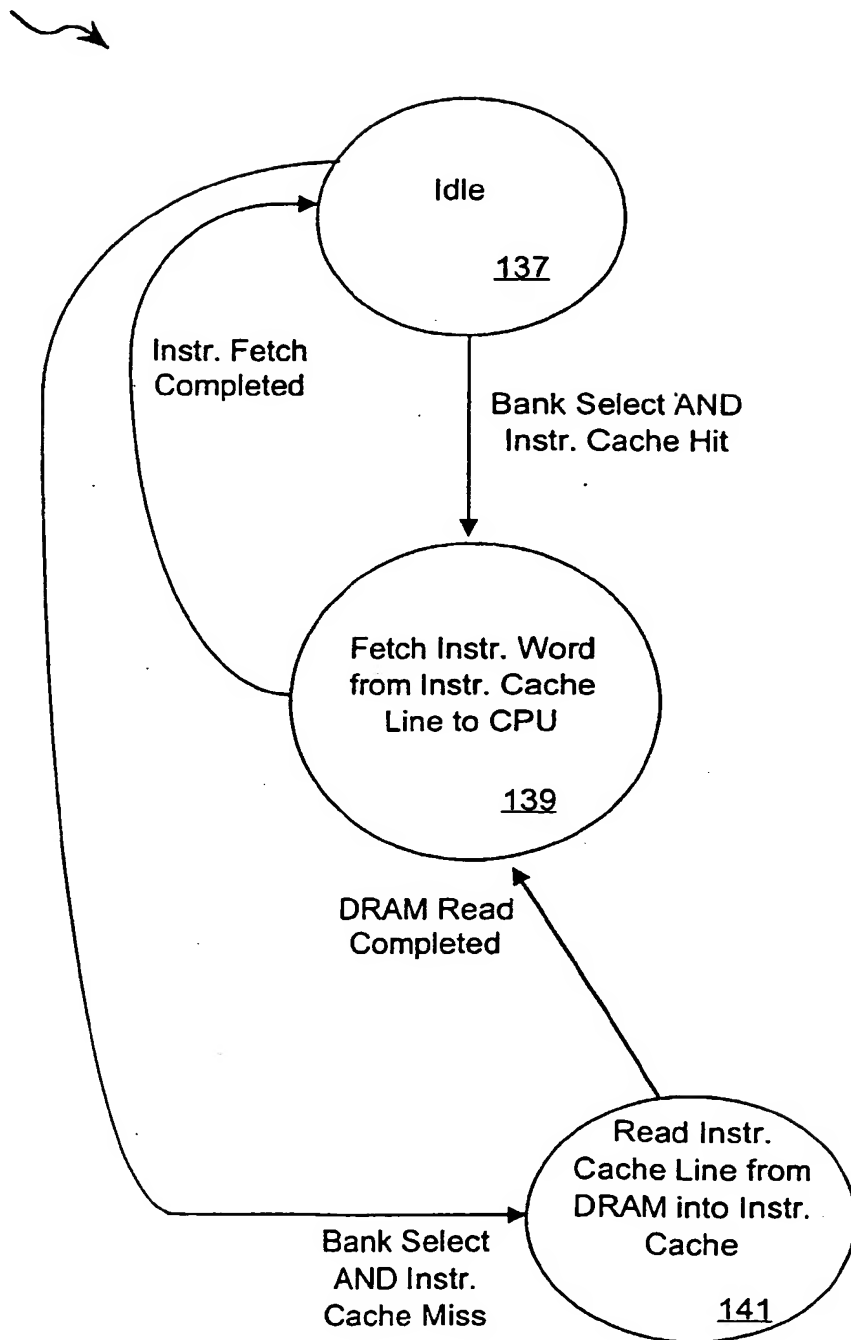 Idle
137
Instr. Fetch
Completed
Bank Select AND
Instr. Cache Hit
Fetch Instr. Word
from Instr. Cache
Line to CPU
139
DRAM Read
Completed
Read Instr.
Cache Line from
DRAM into Instr.
Cache
141
Bank Select
AND Instr.
Cache Miss